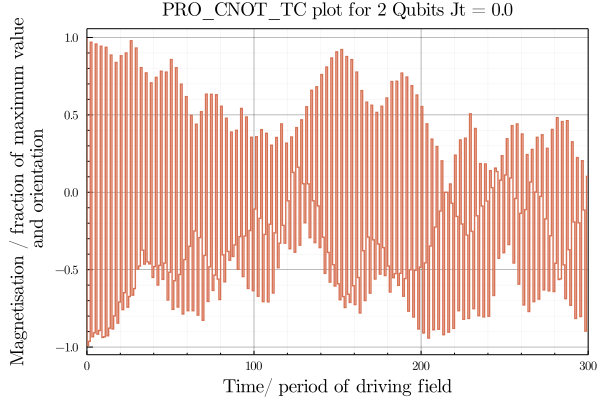 PRO_CNOT_TC plot for 2 Qubits Jt = 0.0
Magnetisation / fraction of maximum value
and orientation
1.0
0.5
0.0
−0.5
−1.0
0
100
200
300
Time/ period of driving field